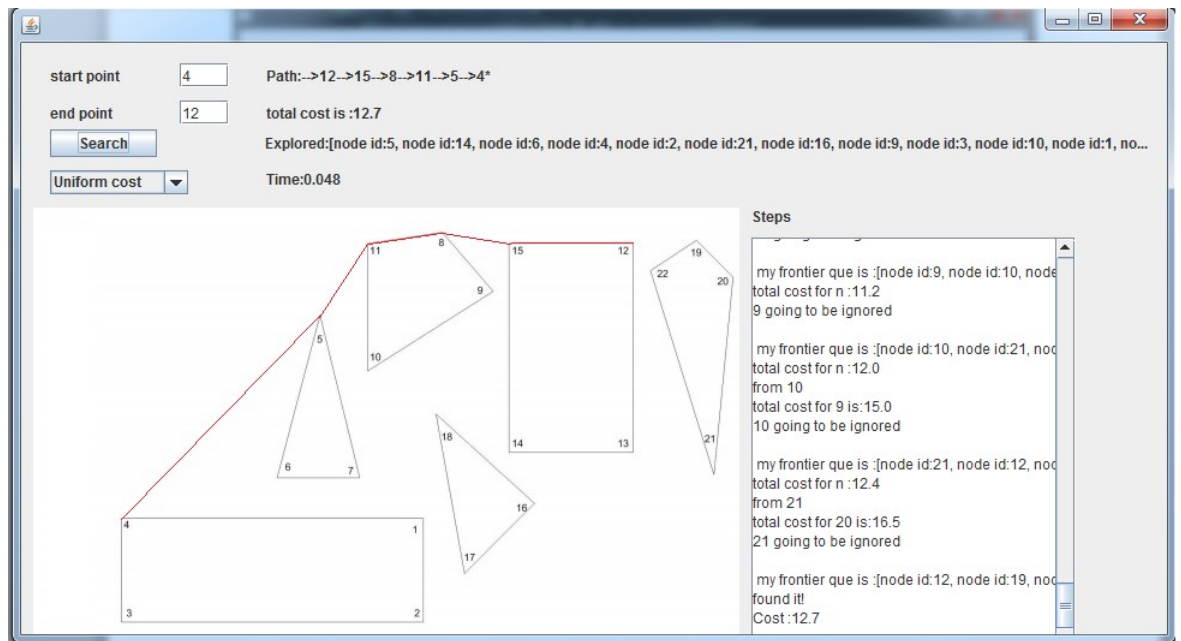 start point 4
Path:-->12-->15-->8-->11-->5-->4*
end point 12
total cost is :12.7
Search
Explored:[node id:5, node id:14, node id:6, node id:4, node id:2, node id:21, node id:16, node id:9, node id:3, node id:10, node id:1, no...
Uniform cost
Time:0.048
Steps
my frontier que is :[node id:9, node id:10, node
total cost for n :11.2
9 going to be ignored
my frontier que is :[node id:10, node id:21, noc
total cost for n :12.0
from 10
total cost for 9 is:15.0
10 going to be ignored
my frontier que is :[node id:21, node id:12, noc
total cost for n :12.4
from 21
total cost for 20 is:16.5
21 going to be ignored
my frontier que is :[node id:12, node id:19, noc
found it!
Cost :12.7
11
8
15
12
19
22
20
9
5
10
18
14
13
21
6
7
16
4
1
17
3
2